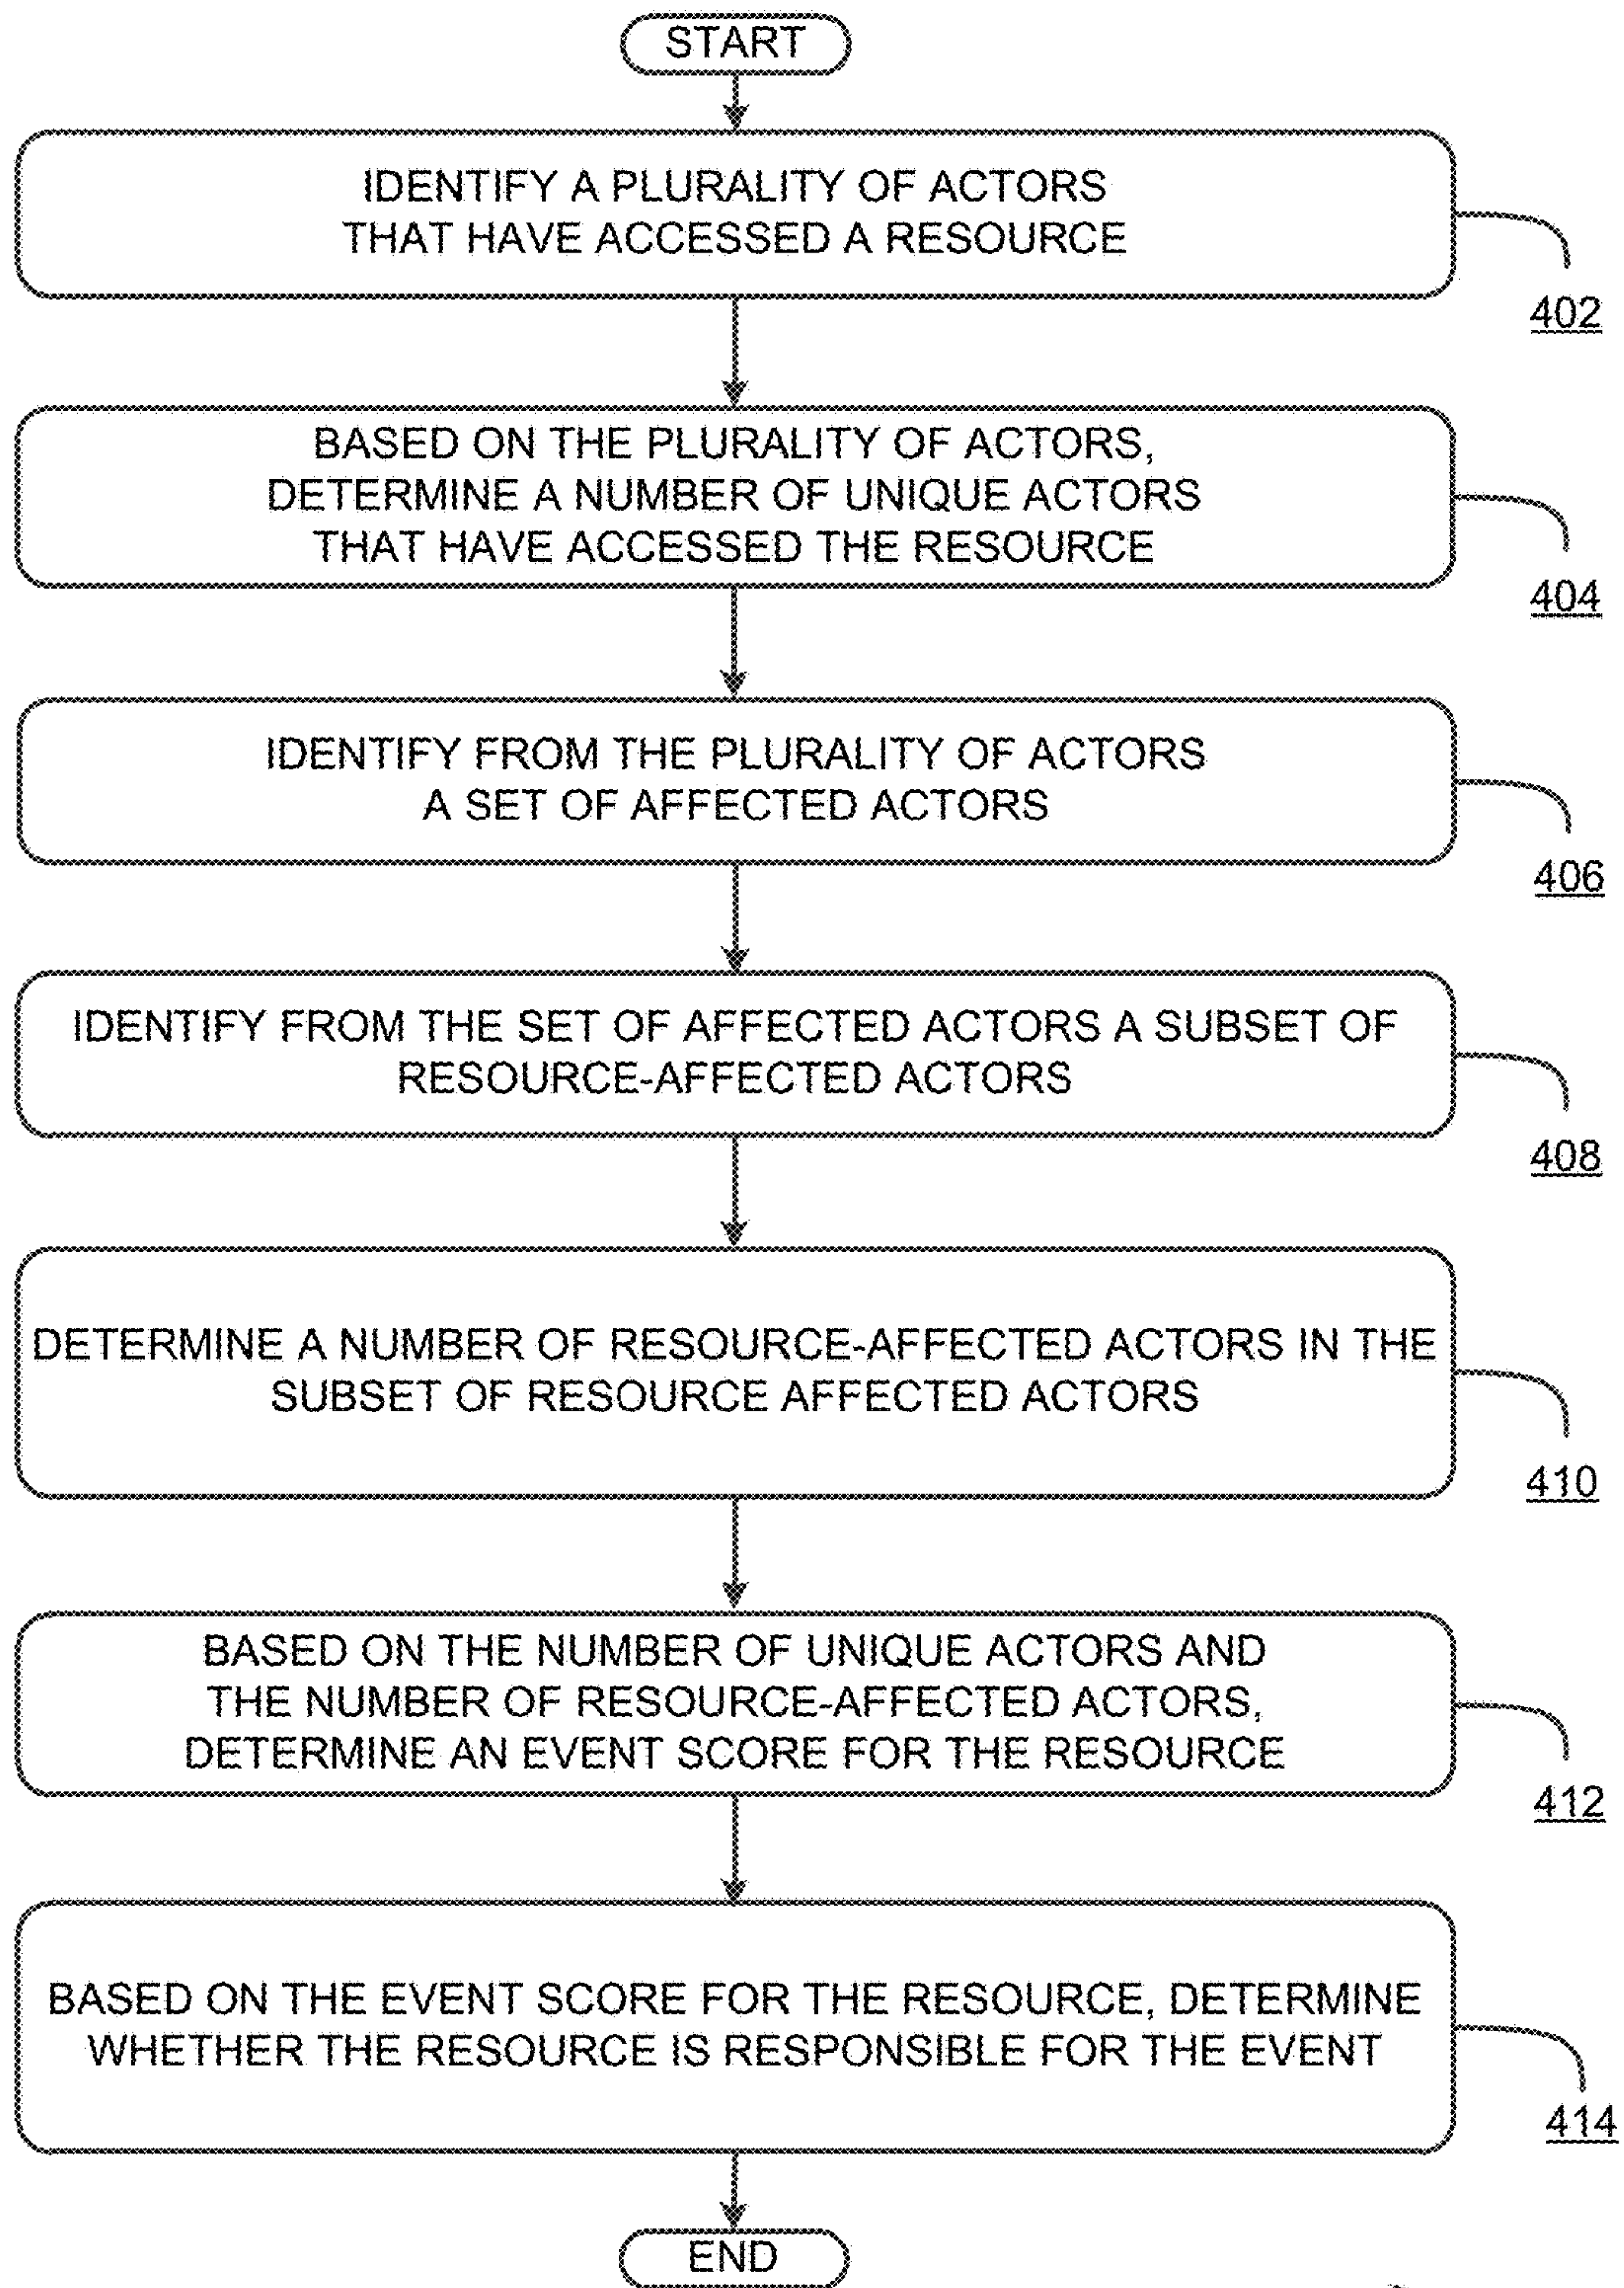 START
IDENTIFY A PLURALITY OF ACTORS
THAT HAVE ACCESSED A RESOURCE
402
BASED ON THE PLURALITY OF ACTORS,
DETERMINE A NUMBER OF UNIQUE ACTORS
THAT HAVE ACCESSED THE RESOURCE
404
IDENTIFY FROM THE PLURALITY OF ACTORS
A SET OF AFFECTED ACTORS
406
IDENTIFY FROM THE SET OF AFFECTED ACTORS A SUBSET OF
RESOURCE-AFFECTED ACTORS
408
DETERMINE A NUMBER OF RESOURCE-AFFECTED ACTORS IN THE
SUBSET OF RESOURCE AFFECTED ACTORS
410
BASED ON THE NUMBER OF UNIQUE ACTORS AND
THE NUMBER OF RESOURCE-AFFECTED ACTORS,
DETERMINE AN EVENT SCORE FOR THE RESOURCE
412
BASED ON THE EVENT SCORE FOR THE RESOURCE, DETERMINE
WHETHER THE RESOURCE IS RESPONSIBLE FOR THE EVENT
414
END